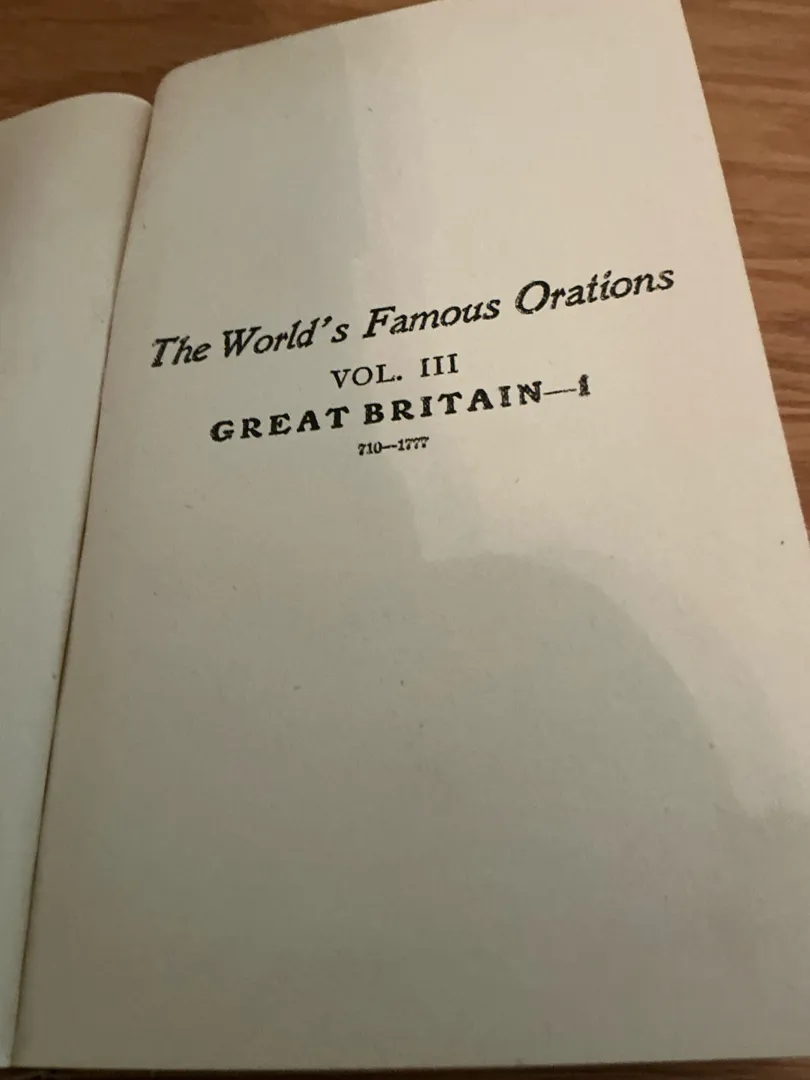 The World's Famous Orations
VOL. III
GREAT BRITAIN—I
710—1777